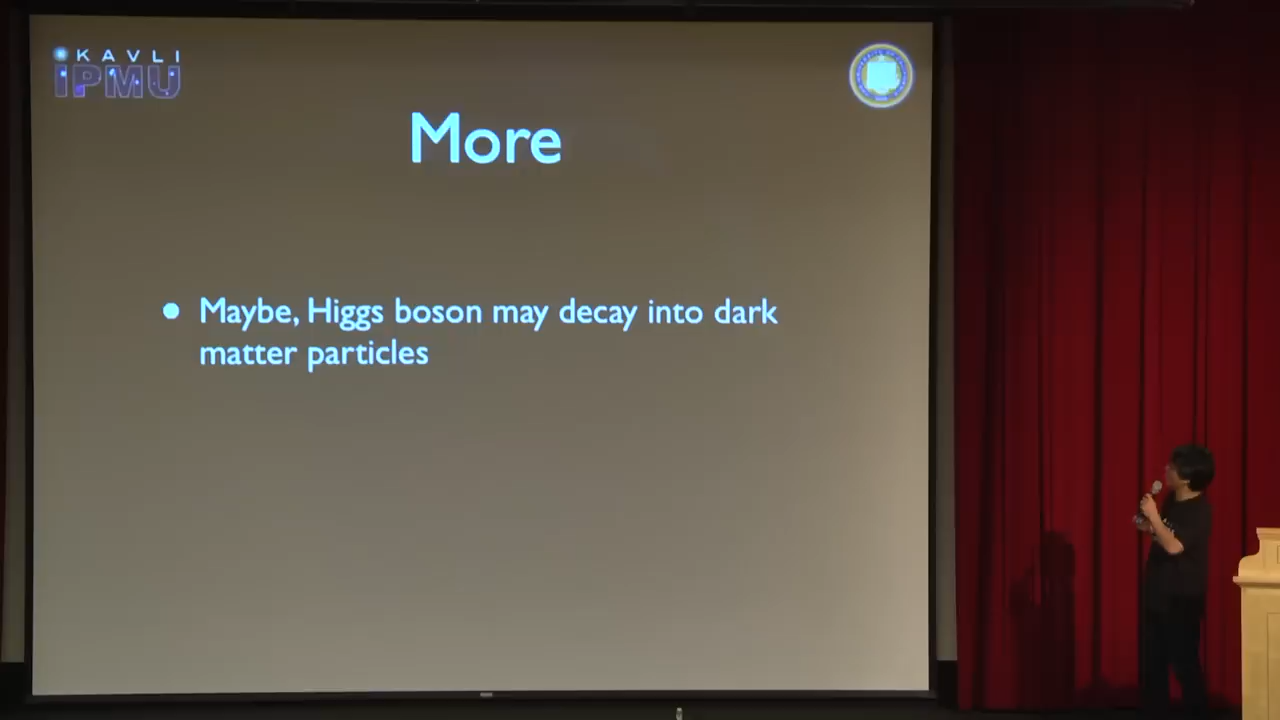 KAVLI
IPMU
More
• Maybe, Higgs boson may decay into dark
matter particles